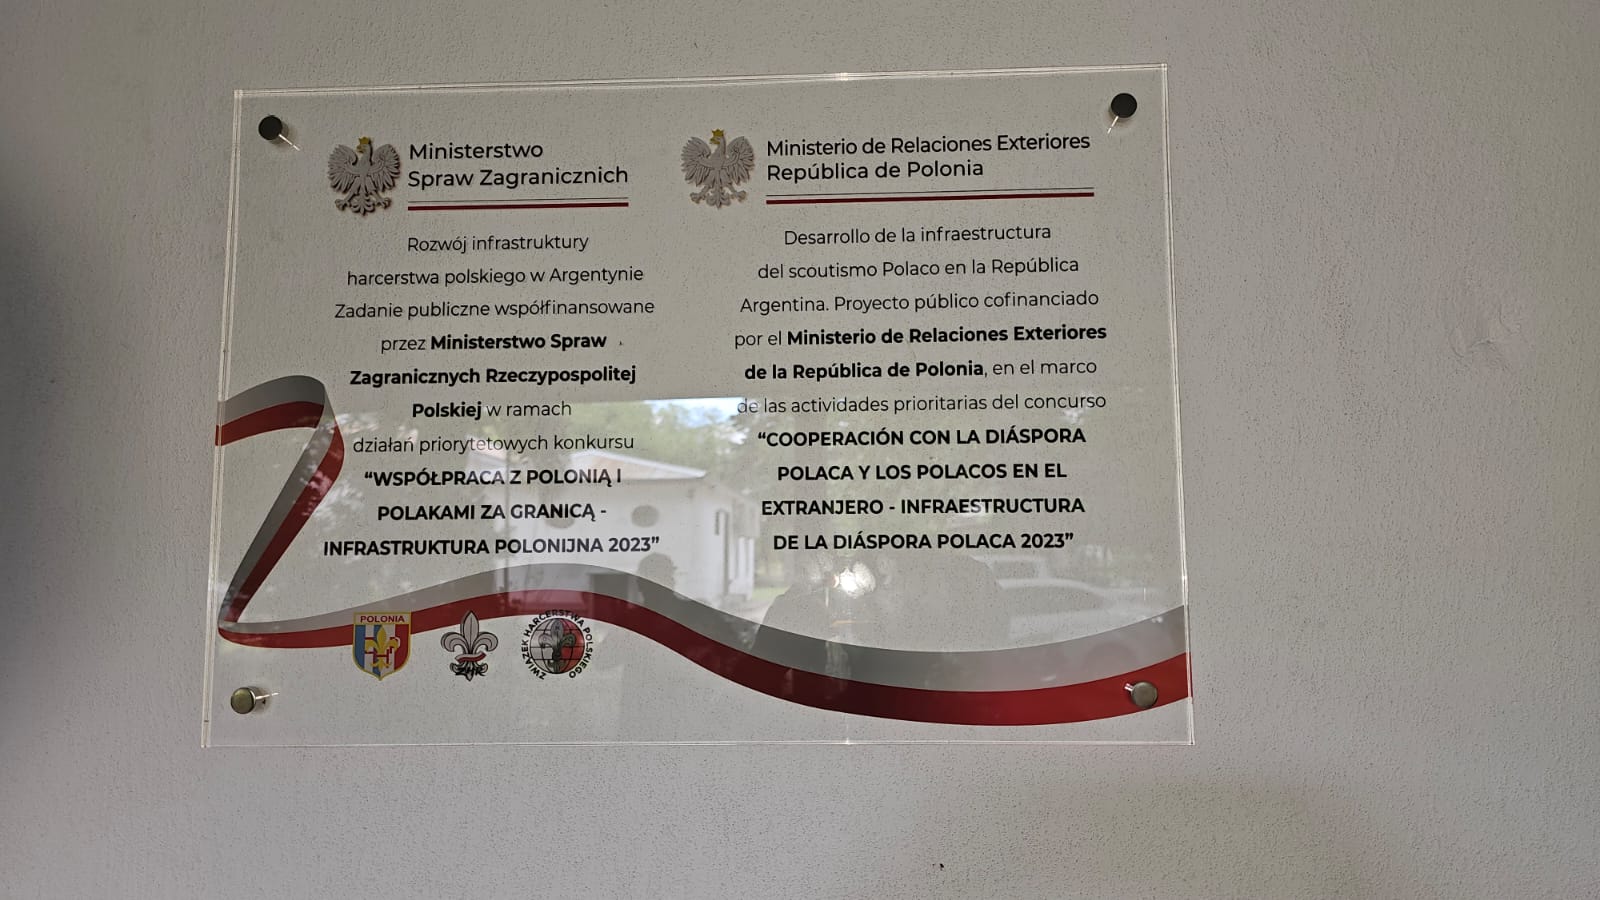 Ministerstwo
Spraw Zagranicznich
Rozwój infrastruktury
harcerstwa polskiego w Argentynie
Zadanie publiczne współfinansowane
przez Ministerstwo Spraw
Zagranicznych Rzeczypospolitej
Polskiej w ramach
działań priorytetowych konkursu
“WSPÓŁPRACA Z POLONIĄ I
POLAKAMI ZA GRANICĄ -
INFRASTRUKTURA POLONIJNA 2023”
Ministerio de Relaciones Exteriores
República de Polonia
Desarrollo de la infraestructura
del scoutismo Polaco en la República
Argentina. Proyecto público cofinanciado
por el Ministerio de Relaciones Exteriores
de la República de Polonia, en el marco
de las actividades prioritarias del concurso
“COOPERACIÓN CON LA DIÁSPORA
POLACA Y LOS POLACOS EN EL
EXTRANJERO - INFRAESTRUCTURA
DE LA DIÁSPORA POLACA 2023”
POLONIA
ZHR
ZWIĄZEK HARCERSTWA POLSKIEGO